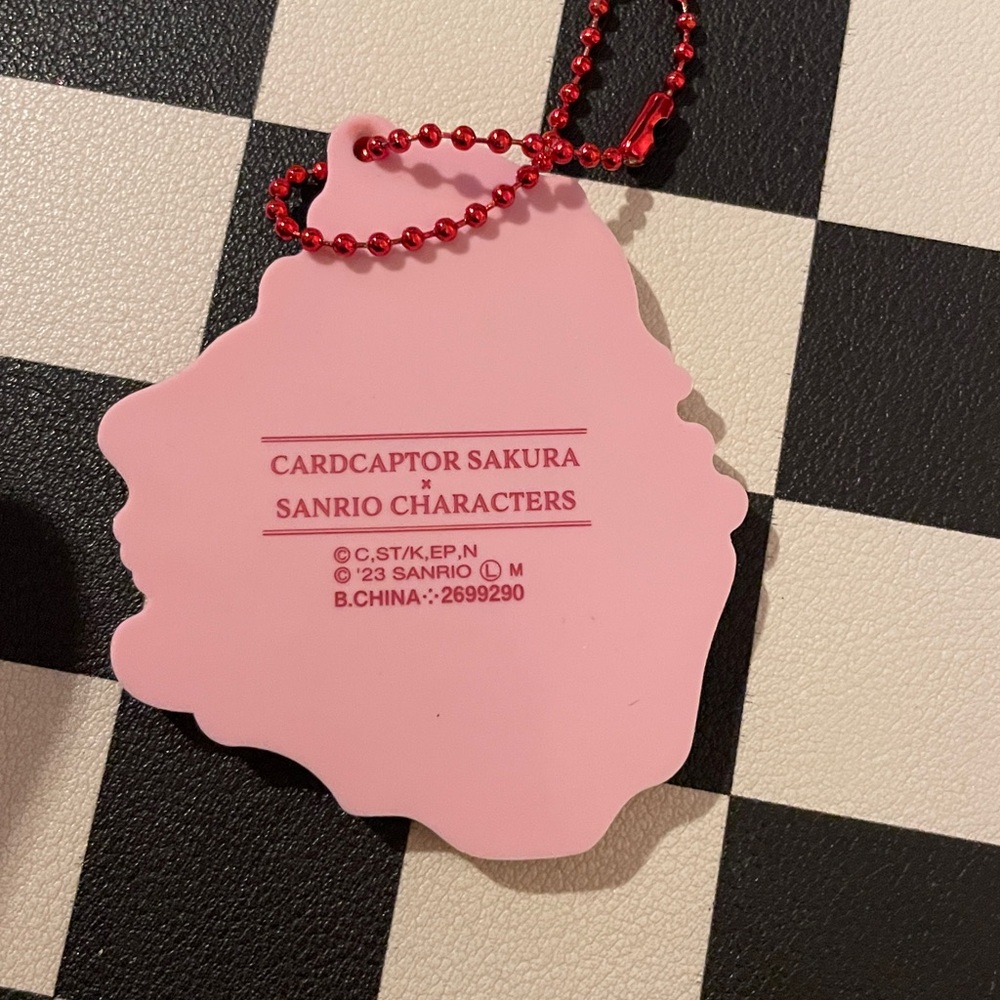 CARDCAPTOR SAKURA
×
SANRIO CHARACTERS
© C,ST/K,EP,N
© '23 SANRIO Ⓛ M
B.CHINA⁘2699290